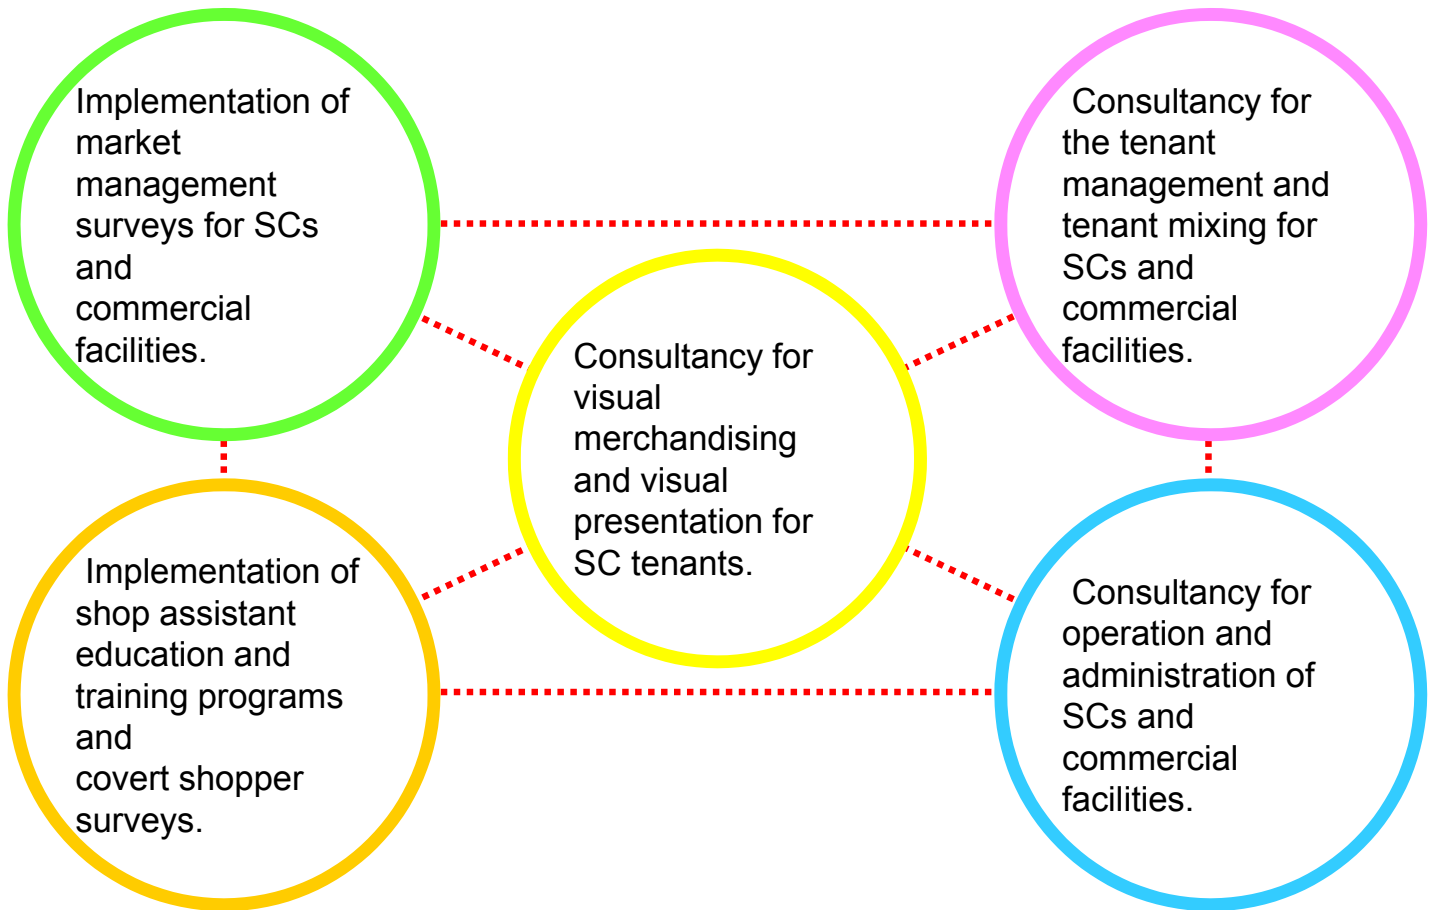 Implementation of
market
management
surveys for SCs
and
commercial
facilities.
Consultancy for
the tenant
management and
tenant mixing for
SCs and
commercial
facilities.
Consultancy for
visual
merchandising
and visual
presentation for
SC tenants.
Implementation of
shop assistant
education and
training programs
and
covert shopper
surveys.
Consultancy for
operation and
administration of
SCs and
commercial
facilities.